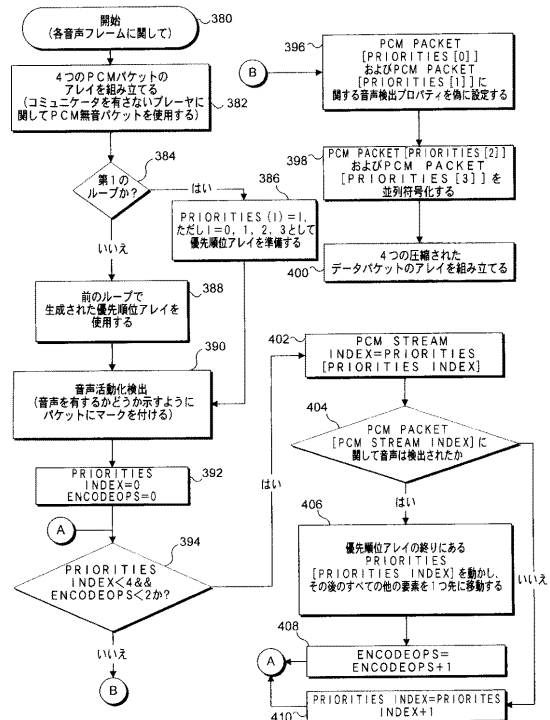 開始
(各音声フレームに関して)
380
4つのPCMパケットの
アレイを組み立てる
(コミュニケータを有さないプレーヤに
関してPCM無音パケットを使用する)
382
384
第1の
ループか?
はい
いいえ
386
PRIORITIES(I)=I,
ただしI=0, 1, 2, 3として
優先順位アレイを準備する
388
前のループで
生成された優先順位アレイを
使用する
390
音声活動化検出
(音声を有するかどうか示すように
パケットにマークを付ける)
392
PRIORITIES
INDEX=0
ENCODEOPS=0
A
394
PRIORITIES
INDEX<4&&
ENCODEOPS<2か?
はい
いいえ
B
B
396
PCM PACKET
[PRIORITIES[0]]
およびPCM PACKET
[PRIORITIES[1]]に
関する音声検出プロパティを偽に設定する
398
PCM PACKET[PRIORITIES[2]]
およびPCM PACKET
[PRIORITIES[3]]を
並列符号化する
400
4つの圧縮された
データパケットのアレイを組み立てる
402
PCM STREAM
INDEX=PRIORITIES
[PRIORITIES INDEX]
404
PCM PACKET
[PCM STREAM INDEX]に
関して音声は検出されたか
はい
いいえ
406
優先順位アレイの終りにある
PRIORITIES
[PRIORITIES INDEX]を動かし、
その後のすべての他の要素を1つ先に移動する
408
ENCODEOPS=
ENCODEOPS+1
A
410
PRIORITIES INDEX=PRIORITES
INDEX+1